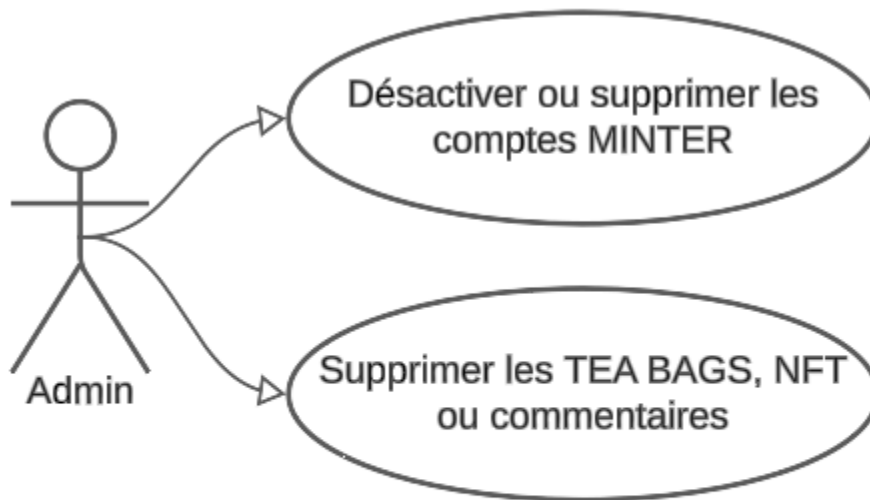 Désactiver ou supprimer les
comptes MINTER
Supprimer les TEA BAGS, NFT
ou commentaires
Admin